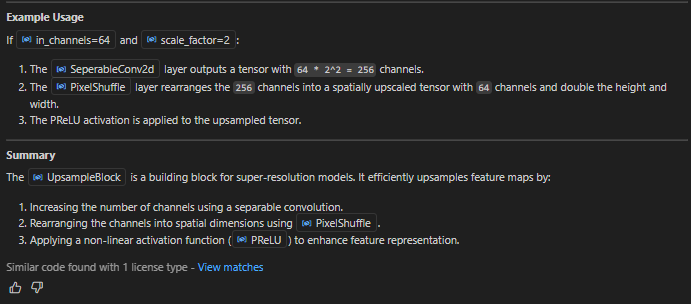 Example Usage
If in_channels=64 and scale_factor=2 :
1. The SeperableConv2d layer outputs a tensor with 64 * 2^2 = 256 channels.
2. The PixelShuffle layer rearranges the 256 channels into a spatially upscaled tensor with 64 channels and double the height and
width.
3. The PReLU activation is applied to the upsampled tensor.
Summary
The UpsampleBlock is a building block for super-resolution models. It efficiently upsamples feature maps by:
1. Increasing the number of channels using a separable convolution.
2. Rearranging the channels into spatial dimensions using PixelShuffle .
3. Applying a non-linear activation function ( PReLU ) to enhance feature representation.
Similar code found with 1 license type - View matches